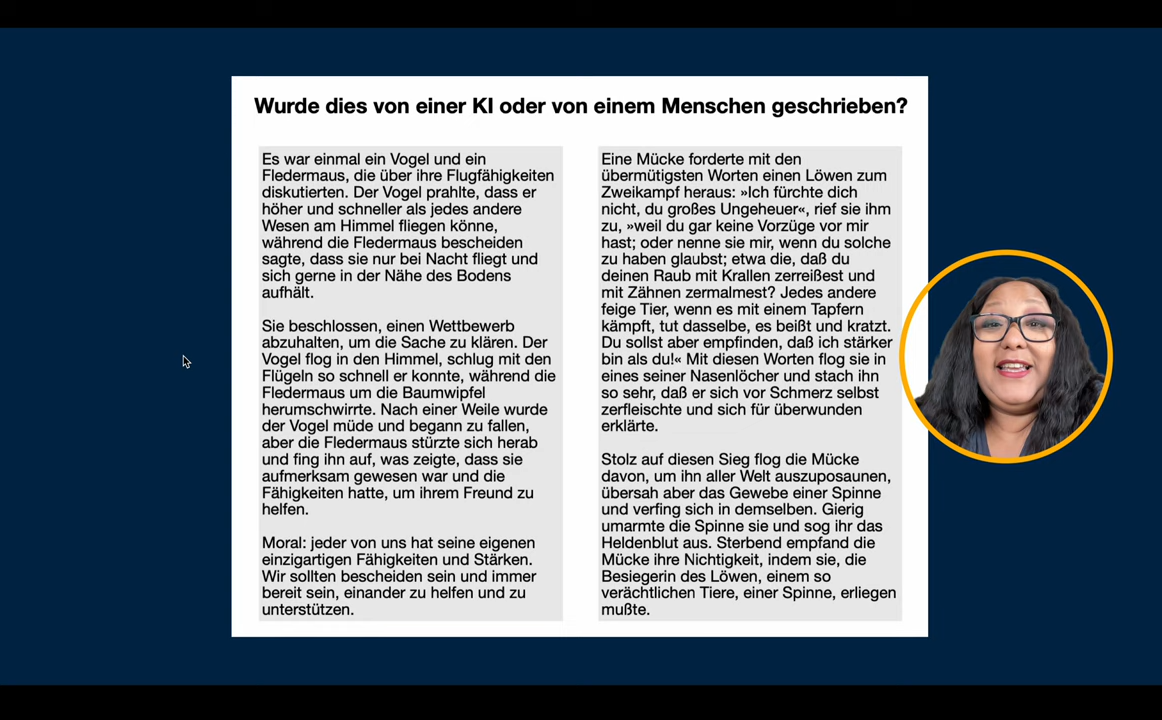 Wurde dies von einer KI oder von einem Menschen geschrieben?
Es war einmal ein Vogel und ein
Fledermaus, die über ihre Flugfähigkeiten
diskutierten. Der Vogel prahlte, dass er
höher und schneller als jedes andere
Wesen am Himmel fliegen könne,
während die Fledermaus bescheiden
sagte, dass sie nur bei Nacht fliegt und
sich gerne in der Nähe des Bodens
aufhält.
Sie beschlossen, einen Wettbewerb
abzuhalten, um die Sache zu klären. Der
Vogel flog in den Himmel, schlug mit den
Flügeln so schnell er konnte, während die
Fledermaus um die Baumwipfel
herumschwirrte. Nach einer Weile wurde
der Vogel müde und begann zu fallen,
aber die Fledermaus stürzte sich herab
und fing ihn auf, was zeigte, dass sie
aufmerksam gewesen war und die
Fähigkeiten hatte, um ihrem Freund zu
helfen.
Moral: jeder von uns hat seine eigenen
einzigartigen Fähigkeiten und Stärken.
Wir sollten bescheiden sein und immer
bereit sein, einander zu helfen und zu
unterstützen.
Eine Mücke forderte mit den
übermütigsten Worten einen Löwen zum
Zweikampf heraus: »Ich fürchte dich
nicht, du großes Ungeheuer«, rief sie ihm
zu, »weil du gar keine Vorzüge vor mir
hast; oder nenne sie mir, wenn du solche
zu haben glaubst; etwa die, daß du
deinen Raub mit Krallen zerreißest und
mit Zähnen zermalmest? Jedes andere
feige Tier, wenn es mit einem Tapfern
kämpft, tut dasselbe, es beißt und kratzt.
Du sollst aber empfinden, daß ich stärker
bin als du!« Mit diesen Worten flog sie in
eines seiner Nasenlöcher und stach ihn
so sehr, daß er sich vor Schmerz selbst
zerfleischte und sich für überwunden
erklärte.
Stolz auf diesen Sieg flog die Mücke
davon, um ihn aller Welt auszuposaunen,
übersah aber das Gewebe einer Spinne
und verfing sich in demselben. Gierig
umarmte die Spinne sie und sog ihr das
Heldenblut aus. Sterbend empfand die
Mücke ihre Nichtigkeit, indem sie, die
Besiegerin des Löwen, einem so
verächtlichen Tiere, einer Spinne, erliegen
mußte.